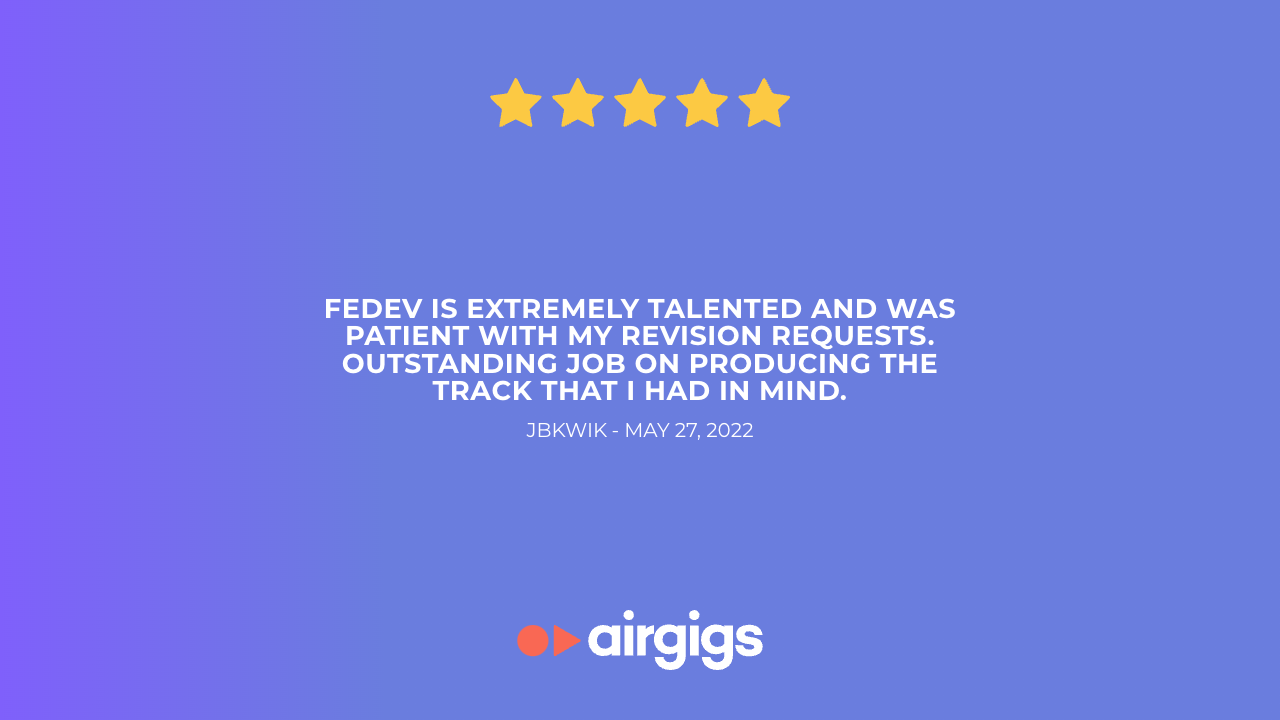 FEDEV IS EXTREMELY TALENTED AND WAS
PATIENT WITH MY REVISION REQUESTS.
OUTSTANDING JOB ON PRODUCING THE
TRACK THAT I HAD IN MIND.
JBKWIK - MAY 27, 2022
airgigs